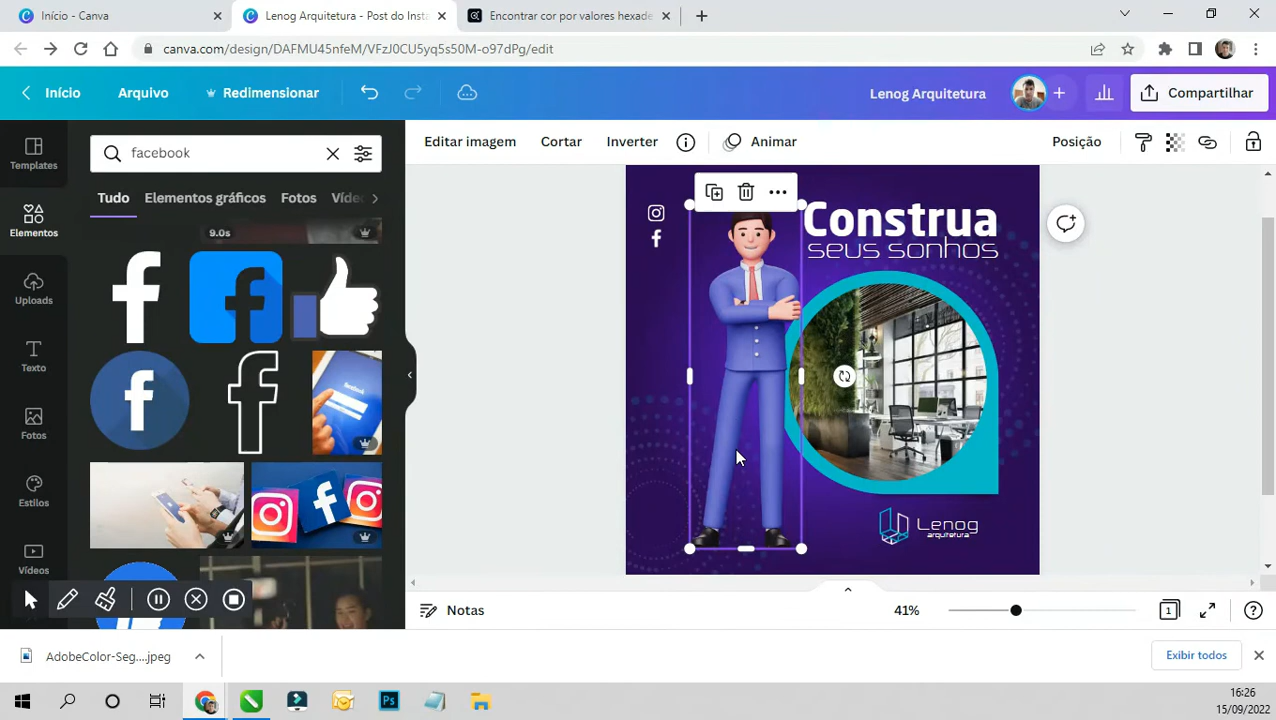 Início - Canva
Lenog Arquitetura - Post do Insta
Encontrar cor por valores hexade
canva.com/design/DAFMU45nfeM/VFzJ0CU5yq5s50M-o97dPg/edit
Início
Arquivo
Redimensionar
Lenog Arquitetura
Compartilhar
Templates
Elementos
Uploads
Texto
Fotos
Estilos
Vídeos
facebook
Tudo
Elementos gráficos
Fotos
Víde
9.0s
Editar imagem
Cortar
Inverter
Animar
Posição
Construa
seus sonhos
Lenog
arquitetura
Notas
41%
1
AdobeColor-Seg....jpeg
Exibir todos
16:26
15/09/2022